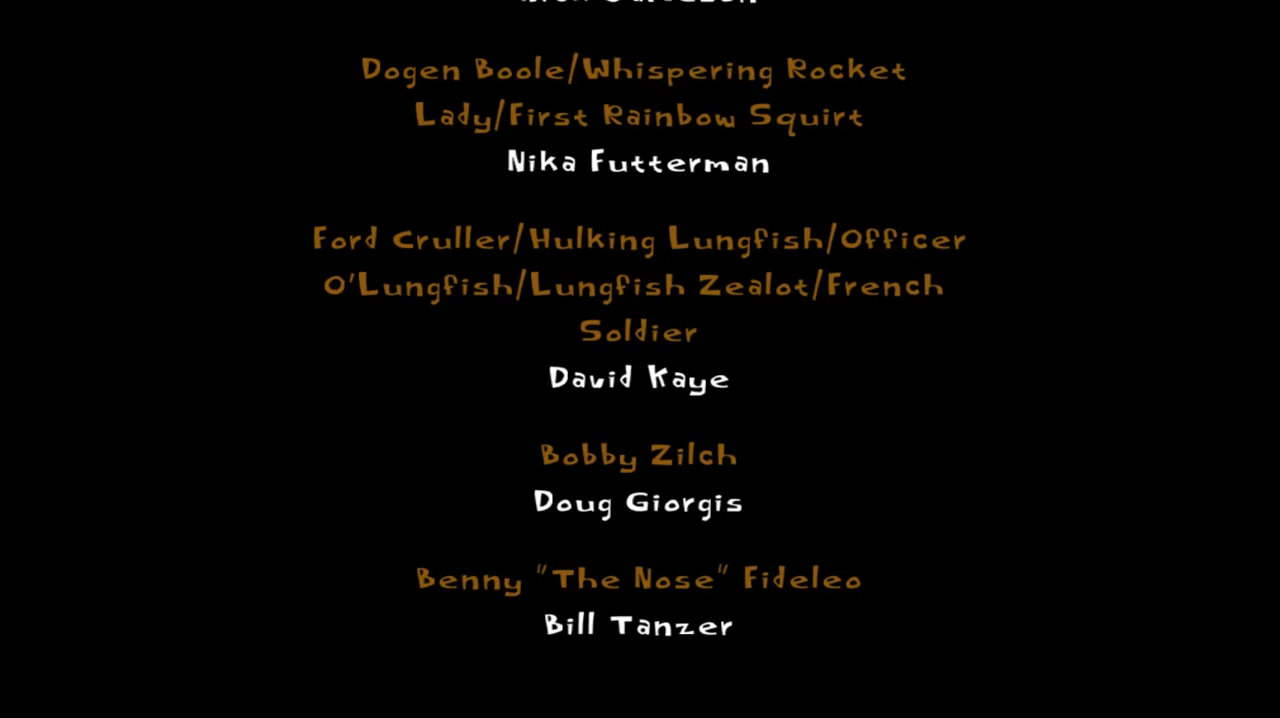 Dogen Boole/Whispering Rocket
Lady/First Rainbow Squirt
Nika Futterman
Ford Cruller/Hulking Lungfish/Officer
O'Lungfish/Lungfish Zealot/French
Soldier
David Kaye
Bobby Zilch
Doug Giorgis
Benny "The Nose" Fideleo
Bill Tanzer